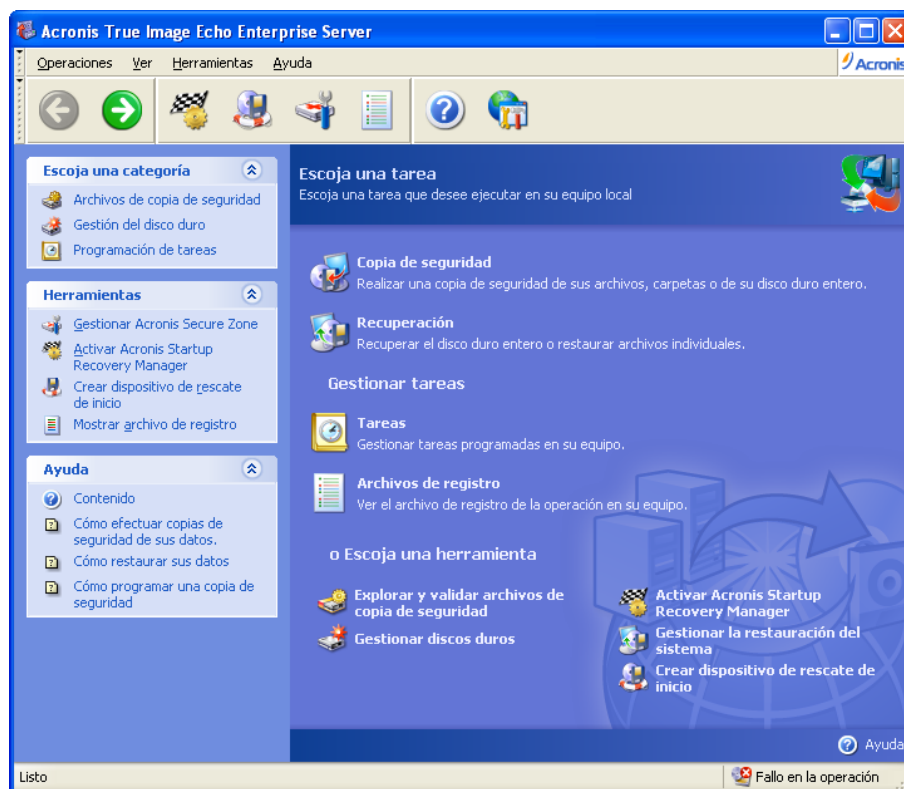 Acronis True Image Echo Enterprise Server
Operaciones Ver Herramientas Ayuda
Acronis
Escoja una categoría
Archivos de copia de seguridad
Gestión del disco duro
Programación de tareas
Herramientas
Gestionar Acronis Secure Zone
Activar Acronis Startup
Recovery Manager
Crear dispositivo de rescate
de inicio
Mostrar archivo de registro
Ayuda
Contenido
Cómo efectuar copias de
seguridad de sus datos.
Cómo restaurar sus datos
Cómo programar una copia de
seguridad
Escoja una tarea
Escoja una tarea que desee ejecutar en su equipo local
Copia de seguridad
Realizar una copia de seguridad de sus archivos, carpetas o de su disco duro entero.
Recuperación
Recuperar el disco duro entero o restaurar archivos individuales.
Gestionar tareas
Tareas
Gestionar tareas programadas en su equipo.
Archivos de registro
Ver el archivo de registro de la operación en su equipo.
o Escoja una herramienta
Explorar y validar archivos de
copia de seguridad
Gestionar discos duros
Activar Acronis Startup
Recovery Manager
Gestionar la restauración del
sistema
Crear dispositivo de rescate de
inicio
Ayuda
Listo
Fallo en la operación